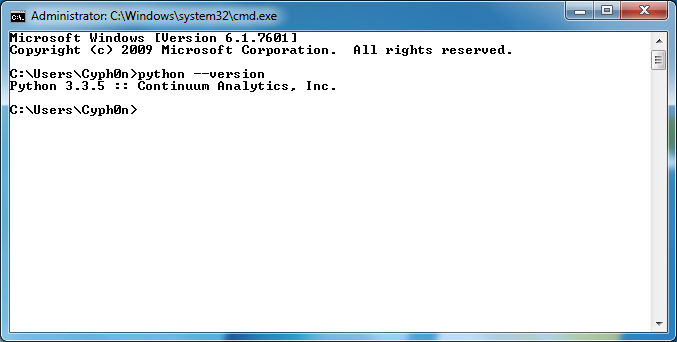 Administrator: C:\Windows\system32\cmd.exe
Microsoft Windows [Version 6.1.7601]
Copyright (c) 2009 Microsoft Corporation.  All rights reserved.
C:\Users\Cyph0n>python --version
Python 3.3.5 :: Continuum Analytics, Inc.
C:\Users\Cyph0n>